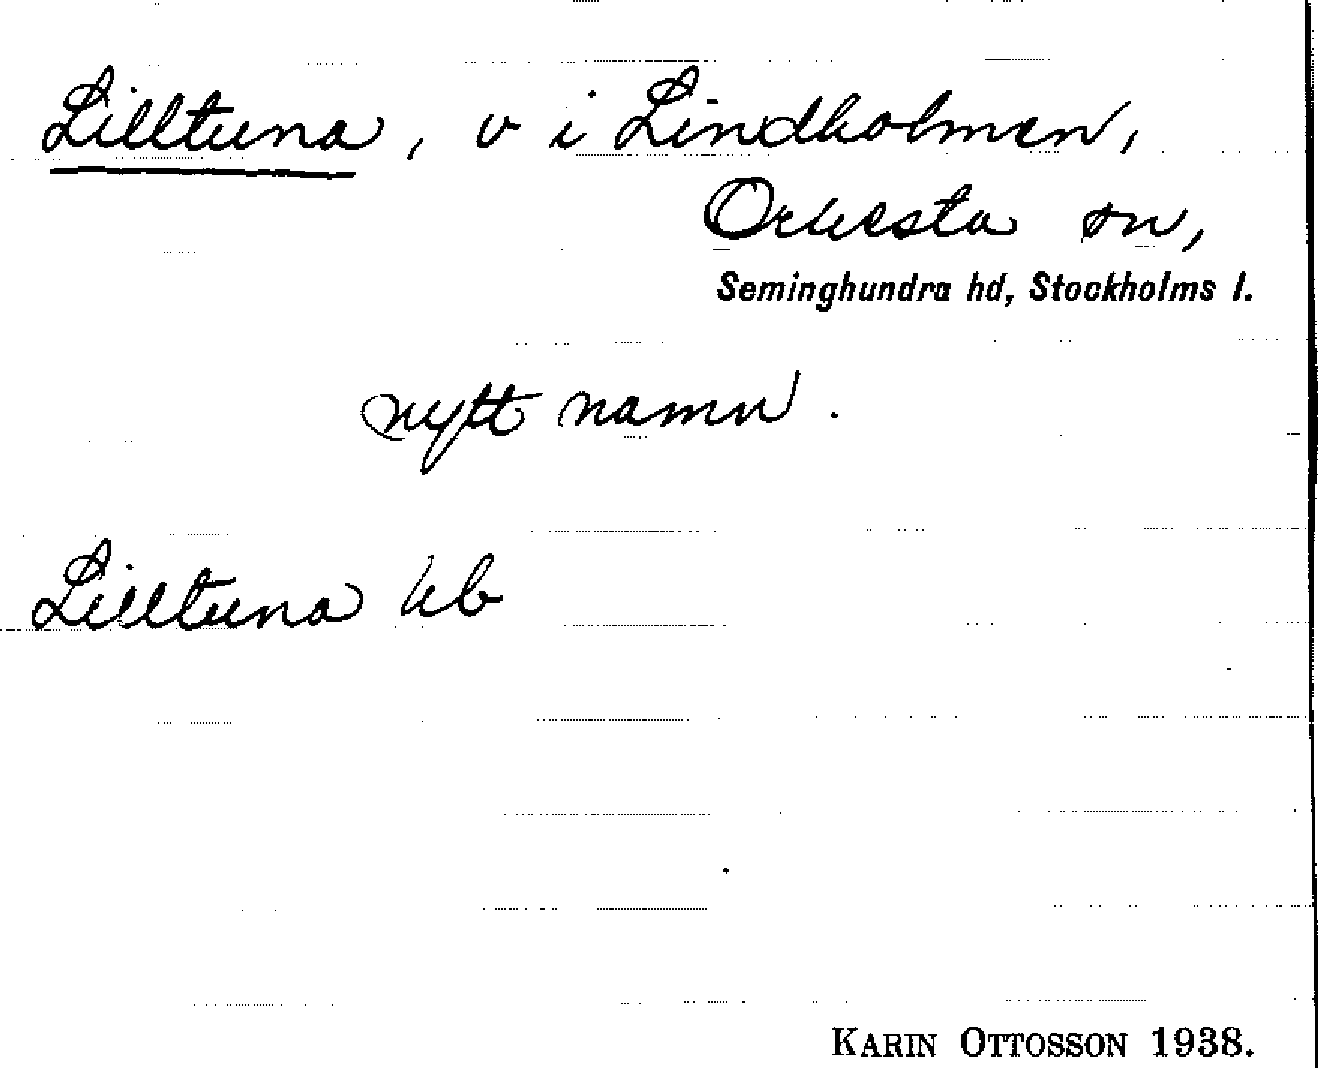 Lilltuna, v i Lindholmen,
Orkesta sn,
Seminghundra hd, Stockholms l.
nytt namn.
Lilltuna kb
KARIN OTTOSSON 1938.